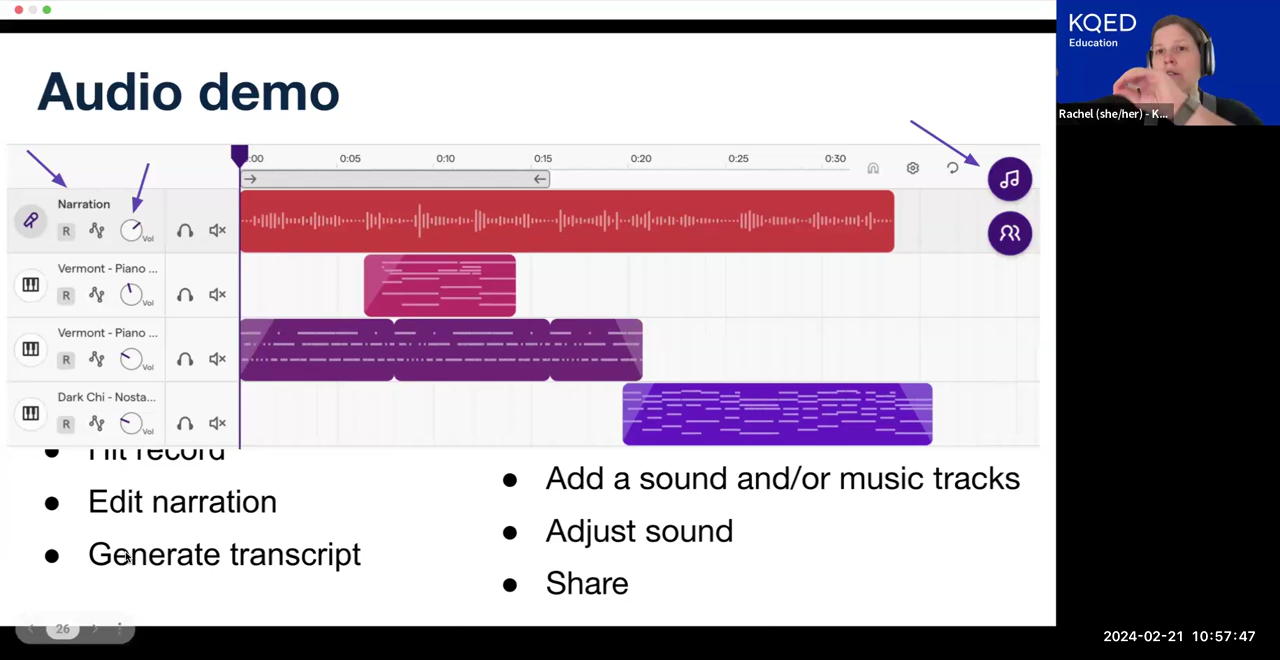 KQED
Education
Rachel (she/her) - K...
Audio demo
:00 0:05 0:10 0:15 0:20 0:25 0:30
Narration
R Vol
Vermont - Piano ...
R Vol
Vermont - Piano ...
R Vol
Dark Chi - Nosta...
R Vol
Hit record
Edit narration
Generate transcript
Add a sound and/or music tracks
Adjust sound
Share
26
2024-02-21 10:57:47